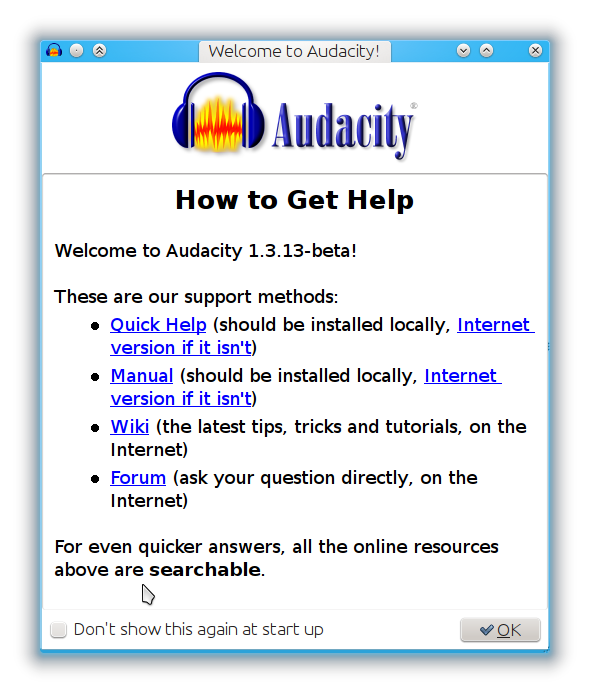 Welcome to Audacity!
Audacity®
How to Get Help
Welcome to Audacity 1.3.13-beta!
These are our support methods:
• Quick Help (should be installed locally, Internet
version if it isn't)
• Manual (should be installed locally, Internet
version if it isn't)
• Wiki (the latest tips, tricks and tutorials, on the
Internet)
• Forum (ask your question directly, on the
Internet)
For even quicker answers, all the online resources
above are searchable.
Don't show this again at start up
OK